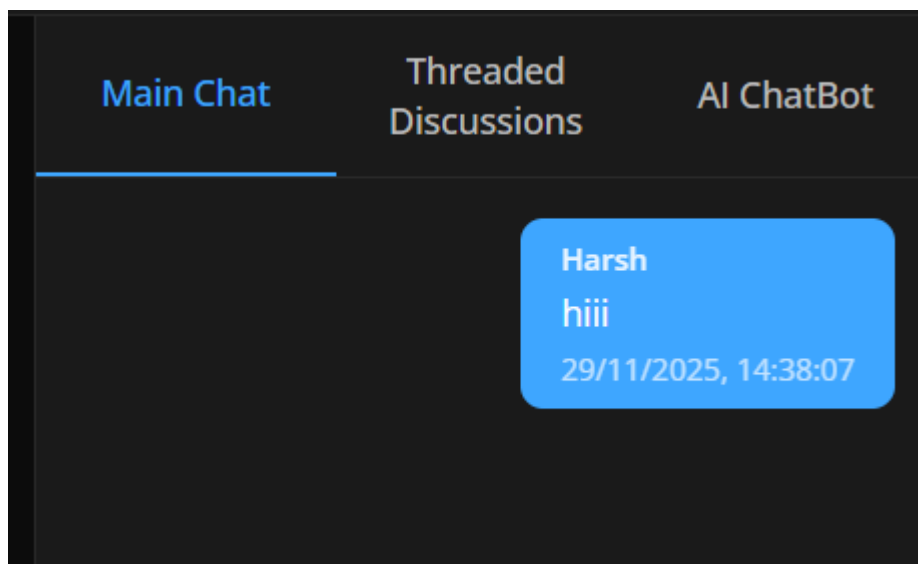 Main Chat
Threaded
Discussions
AI ChatBot
Harsh
hiii
29/11/2025, 14:38:07